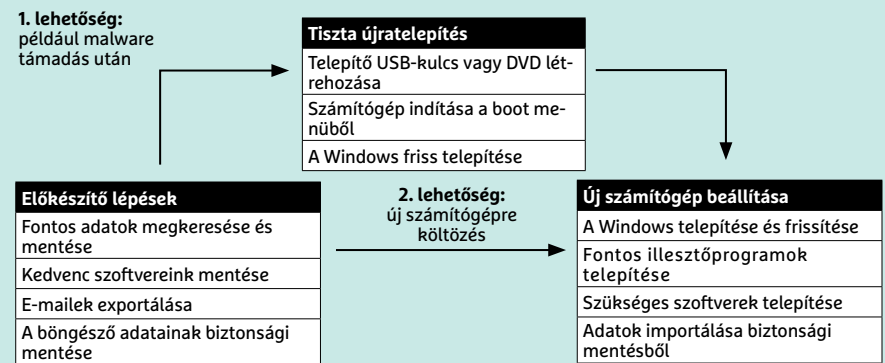 1. lehetőség:
például malware
támadás után
Tiszta újratelepítés
Telepítő USB-kulcs vagy DVD lét-
rehozása
Számítógép indítása a boot me-
nüből
A Windows friss telepítése
Előkészítő lépések
Fontos adatok megkeresése és
mentése
Kedvenc szoftvereink mentése
E-mailek exportálása
A böngésző adatainak biztonsági
mentése
2. lehetőség:
új számítógépre
költözés
Új számítógép beállítása
A Windows telepítése és frissítése
Fontos illesztőprogramok
telepítése
Szükséges szoftverek telepítése
Adatok importálása biztonsági
mentésből